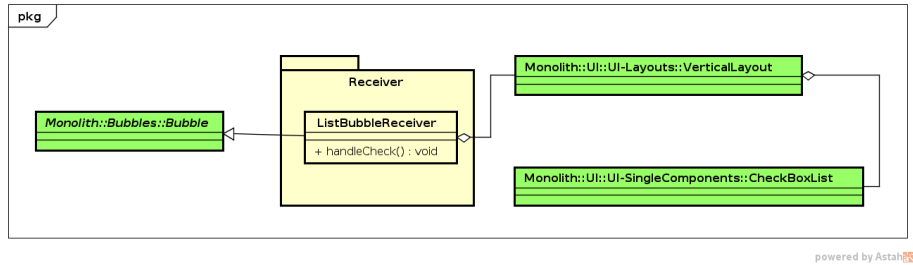 pkg
Receiver
Monolith::Bubbles::Bubble
ListBubbleReceiver
+ handleCheck() : void
Monolith::UI::UI-Layouts::VerticalLayout
Monolith::UI::UI-SingleComponents::CheckBoxList
powered by Astah